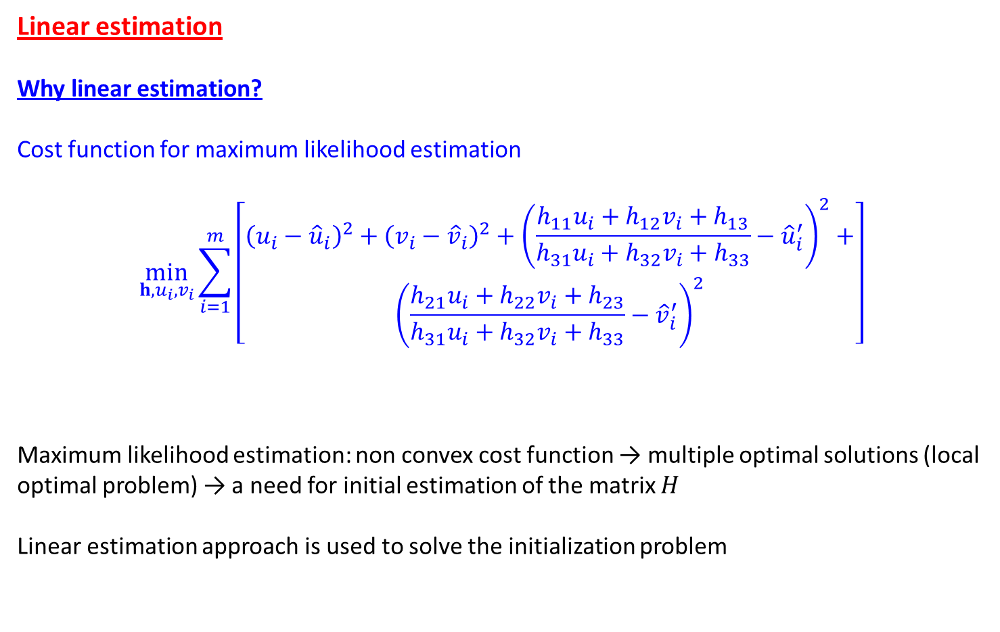 Linear estimation
Why linear estimation?
Cost function for maximum likelihood estimation
$$\min_{\mathbf{h},u_i,v_i} \sum_{i=1}^{m} \left[ (u_i - \hat{u}_i)^2 + (v_i - \hat{v}_i)^2 + \left( \frac{h_{11}u_i + h_{12}v_i + h_{13}}{h_{31}u_i + h_{32}v_i + h_{33}} - \hat{u}'_i \right)^2 + \left( \frac{h_{21}u_i + h_{22}v_i + h_{23}}{h_{31}u_i + h_{32}v_i + h_{33}} - \hat{v}'_i \right)^2 \right]$$
Maximum likelihood estimation: non convex cost function → multiple optimal solutions (local
optimal problem) → a need for initial estimation of the matrix H
Linear estimation approach is used to solve the initialization problem